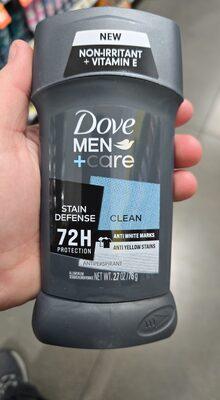 NEW
NON-IRRITANT
+ VITAMIN E
Dove
MEN
+care
STAIN
DEFENSE
72H
PROTECTION
CLEAN
ANTI WHITE MARKS
ANTI YELLOW STAINS
ANTIPERSPIRANT
NET WT. 2.7 OZ/76 g